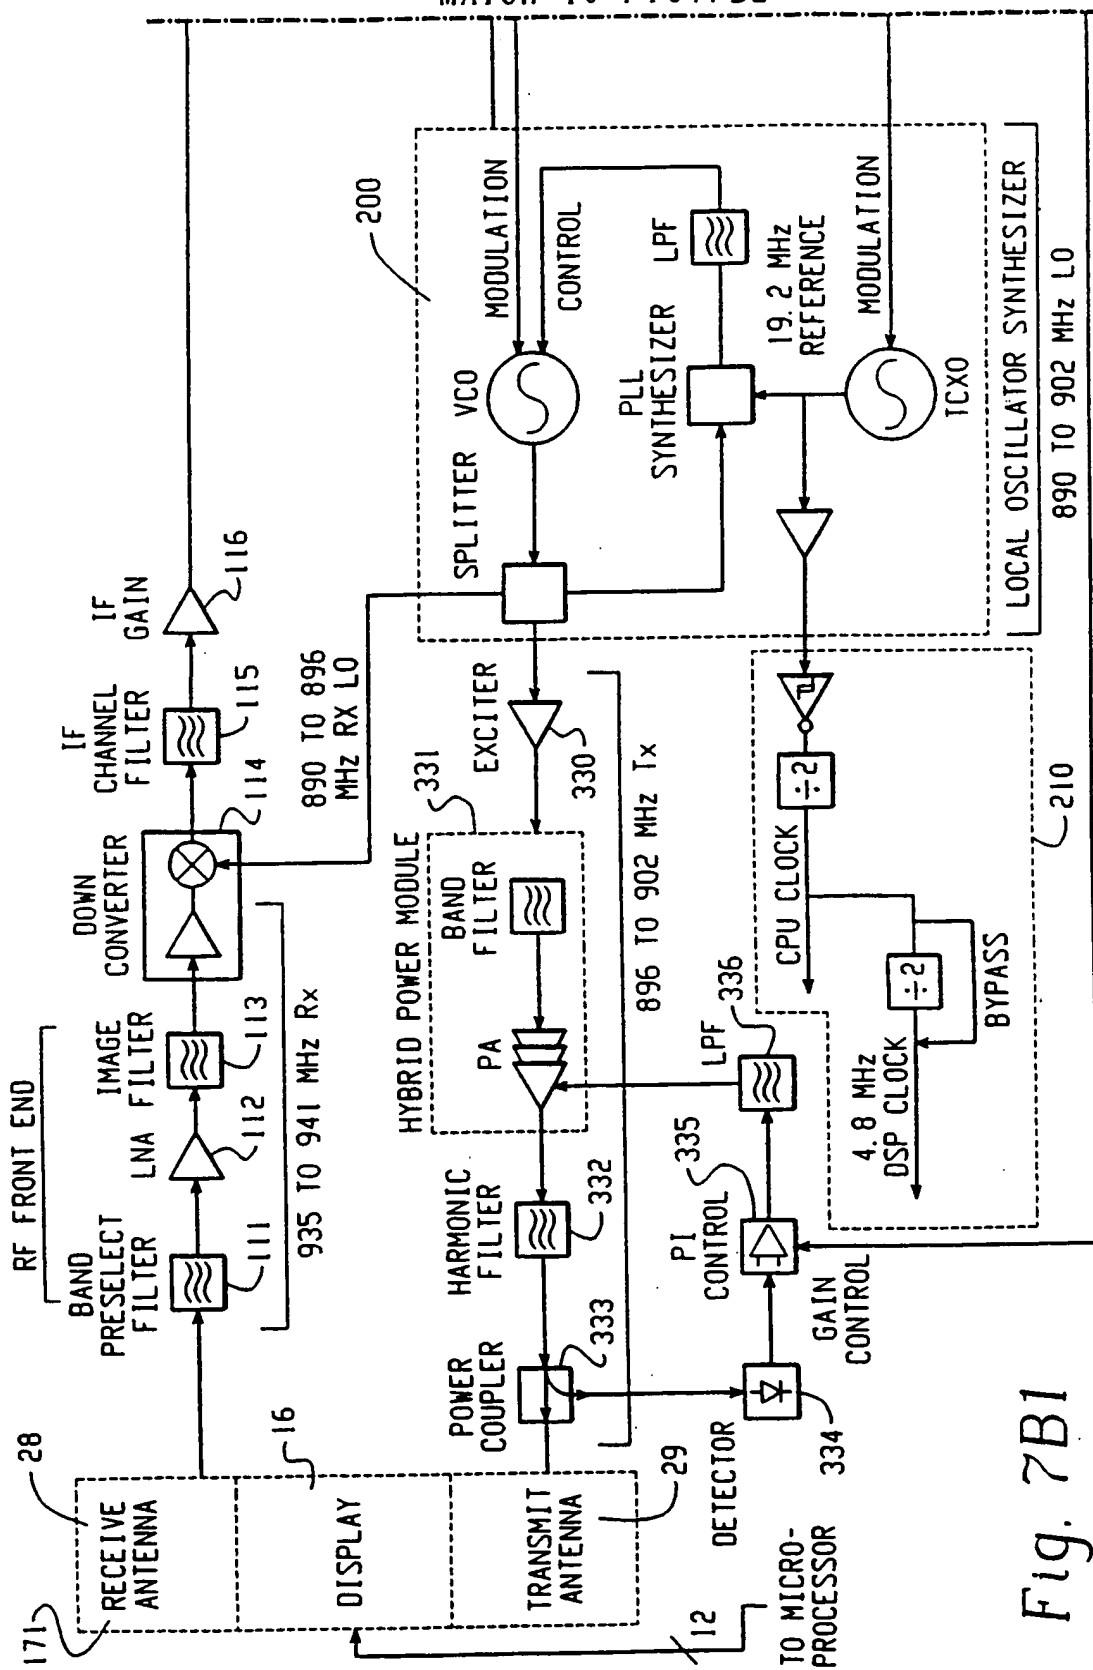 171
28
RECEIVE
ANTENNA
16
DISPLAY
TRANSMIT
ANTENNA
29
12
TO MICRO-
PROCESSOR
RF FRONT END
BAND
PRESELECT
FILTER
111
LNA
112
IMAGE
FILTER
113
935 TO 941 MHz Rx
DOWN
CONVERTER
114
IF
CHANNEL
FILTER
115
IF
GAIN
116
890 TO 896
MHz RX LO
POWER
COUPLER
333
HARMONIC
FILTER
332
HYBRID POWER MODULE
331
PA
BAND
FILTER
EXCITER
330
896 TO 902 MHz Tx
DETECTOR
334
PI
CONTROL
335
GAIN
CONTROL
LPF
336
SPLITTER
VCO
200
MODULATION
CONTROL
PLL
SYNTHESIZER
LPF
19.2 MHz
REFERENCE
TCXO
MODULATION
LOCAL OSCILLATOR SYNTHESIZER
890 TO 902 MHz LO
4.8 MHz
DSP CLOCK
CPU CLOCK
÷2
÷2
BYPASS
210
Fig. 7B1